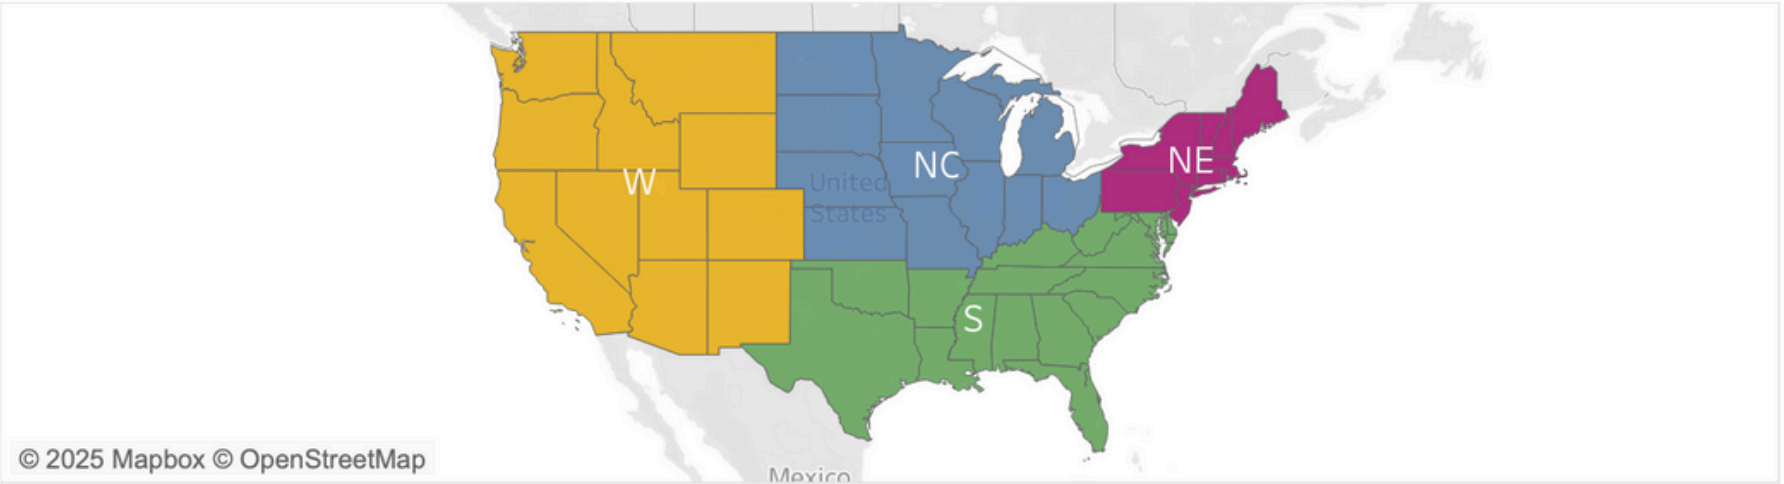 W
NC
NE
United
States
S
© 2025 Mapbox © OpenStreetMap
Mexico